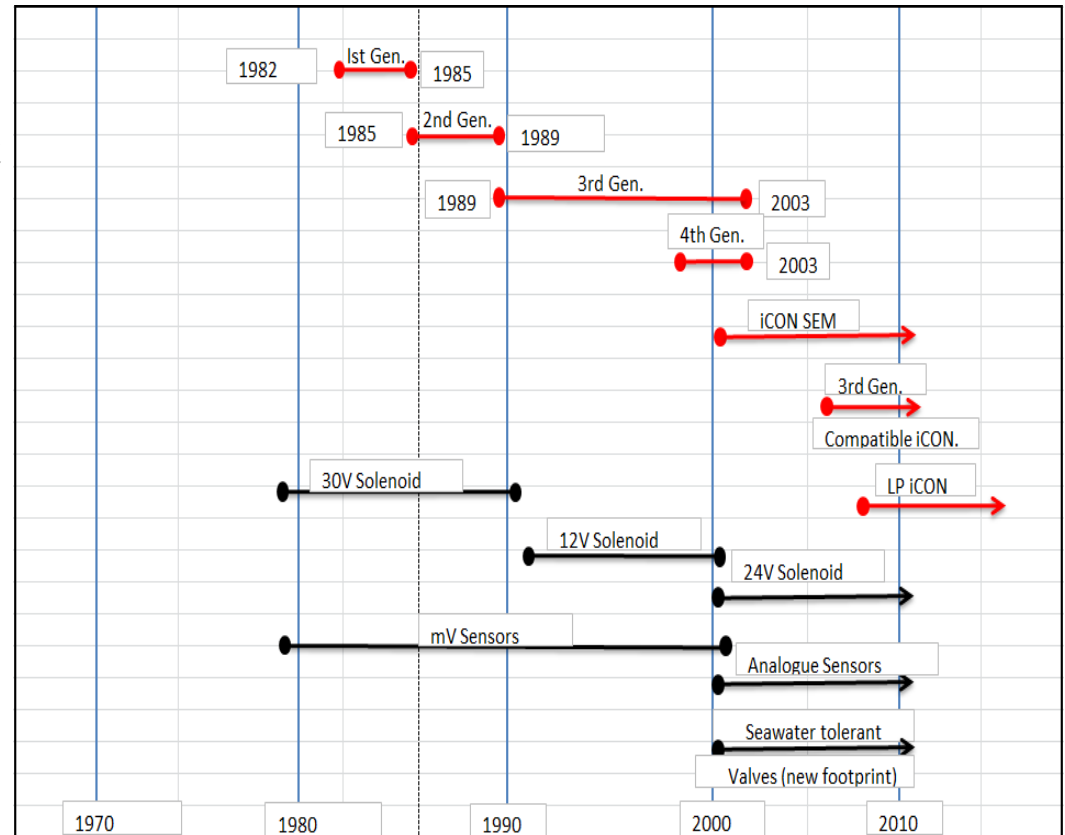 Ist Gen.
1982
1985
2nd Gen.
1985
1989
3rd Gen.
1989
2003
4th Gen.
2003
iCON SEM
3rd Gen.
Compatible iCON.
30V Solenoid
LP iCON
12V Solenoid
24V Solenoid
mV Sensors
Analogue Sensors
Seawater tolerant
Valves (new footprint)
1970
1980
1990
2000
2010